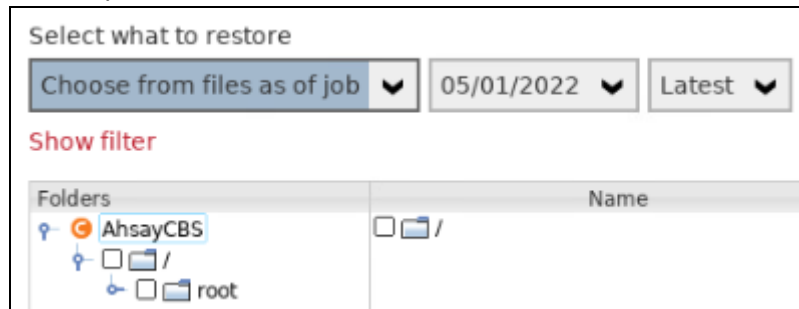 Select what to restore
Choose from files as of job 05/01/2022 Latest
Show filter
Folders Name
AhsayCBS /
/
root